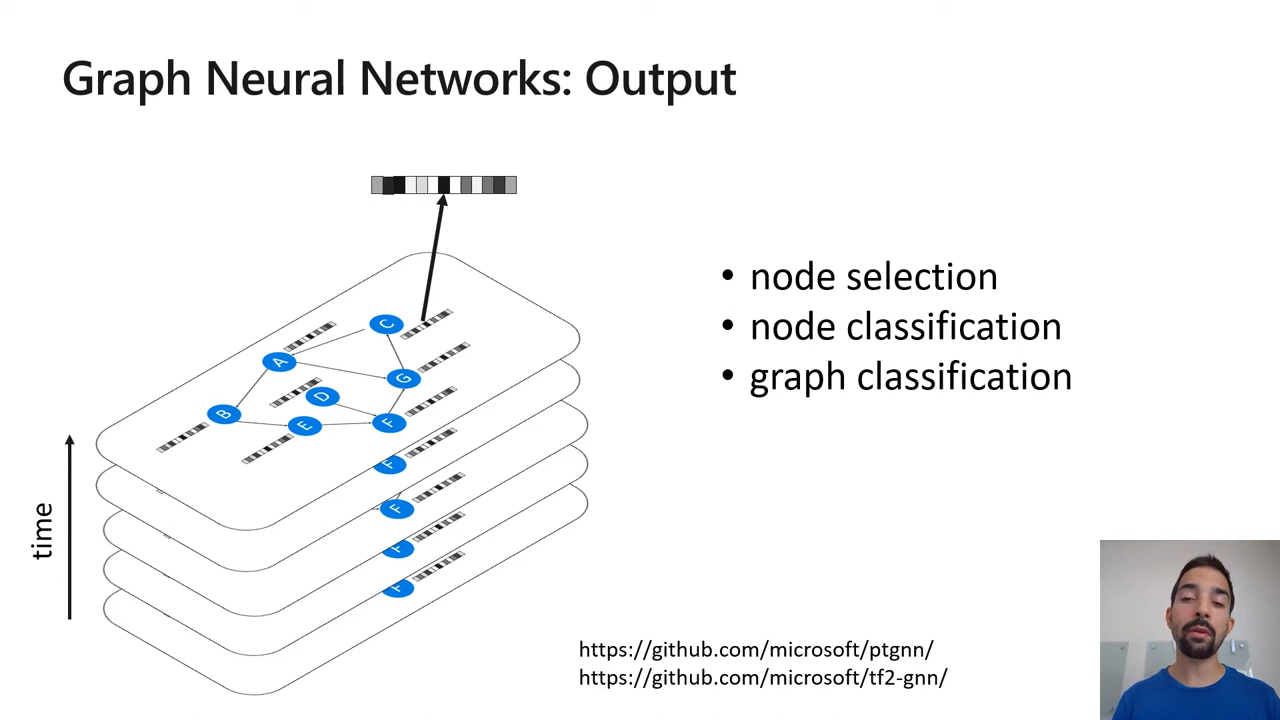 Graph Neural Networks: Output
• node selection
• node classification
• graph classification
C
A
G
D
B
E
F
F
F
F
F
time
https://github.com/microsoft/ptgnn/
https://github.com/microsoft/tf2-gnn/